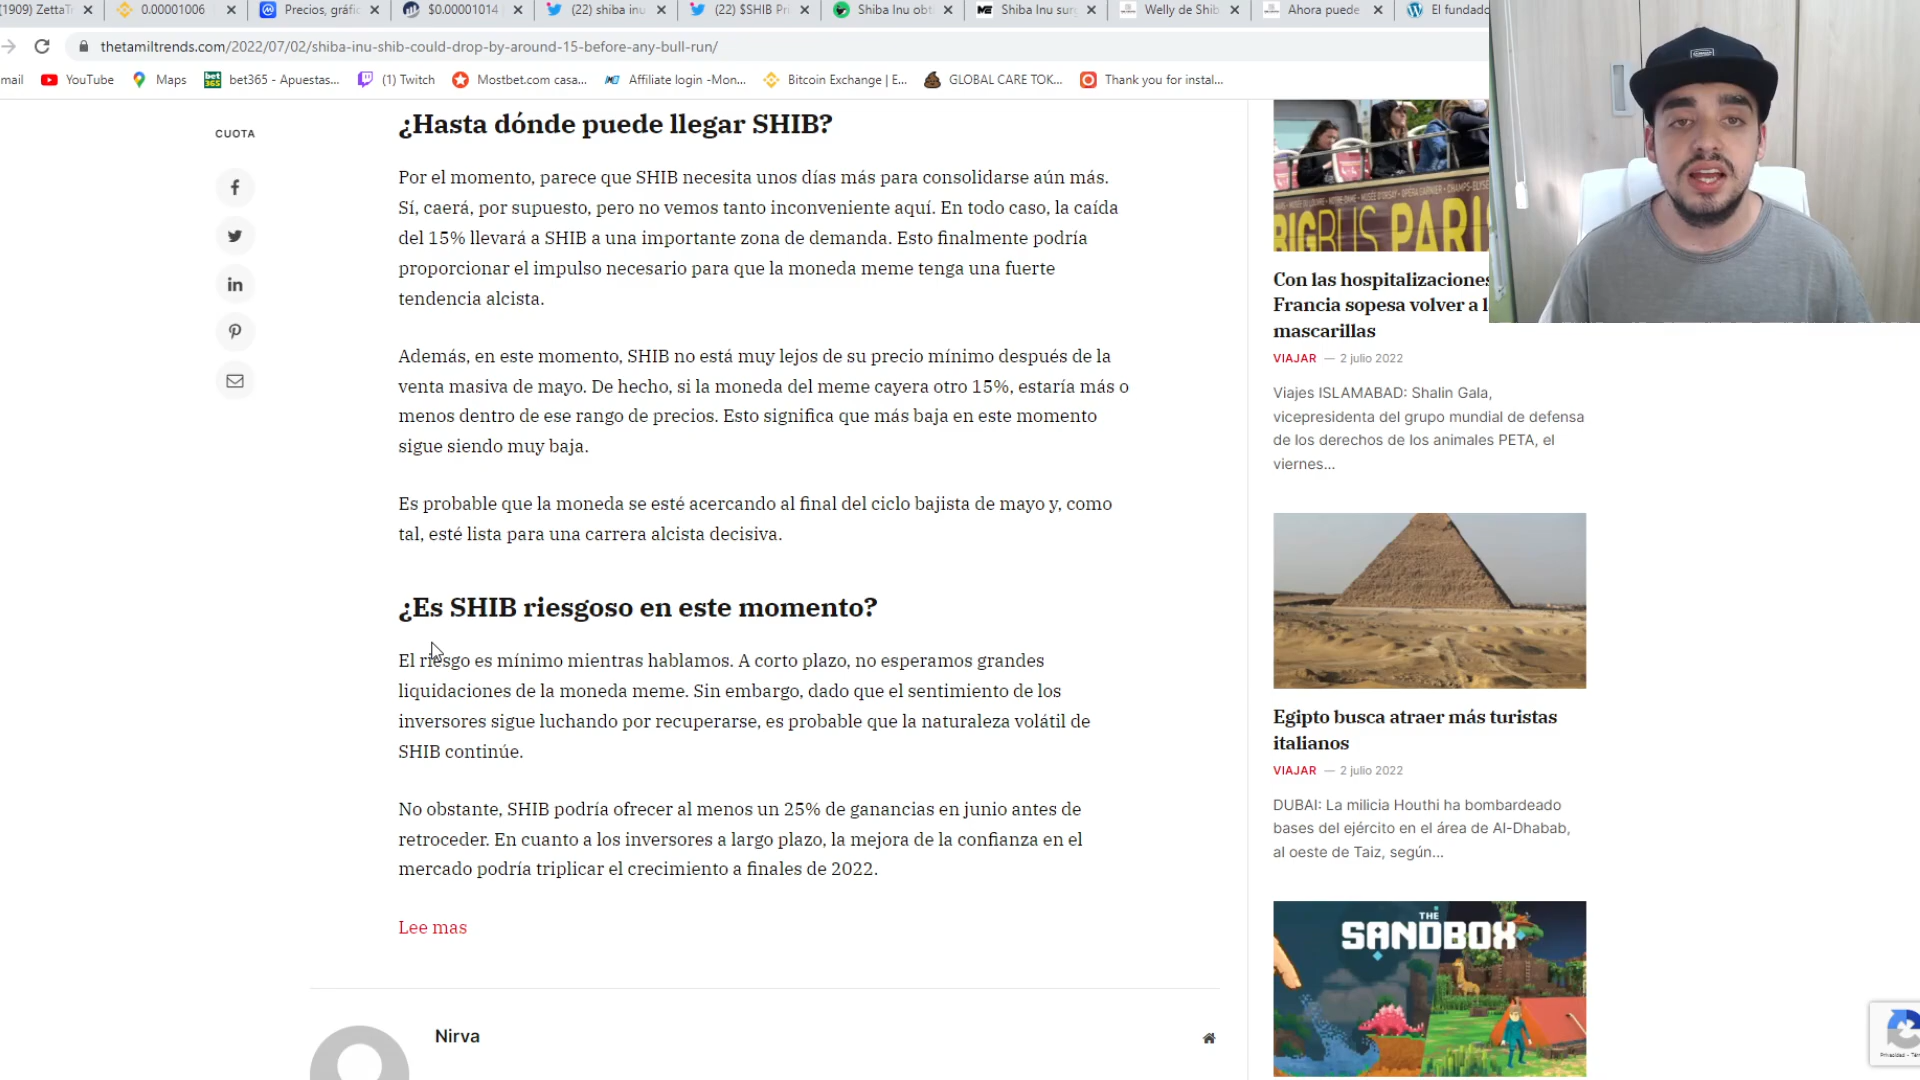 (1909) ZettaTr
0.00001006
Precios, gráfic
$0.00001014
(22) shiba inu
(22) $SHIB Pri
Shiba Inu obt
Shiba Inu surg
Welly de Shib
Ahora puede
El fundado
thetamiltrends.com/2022/07/02/shiba-inu-shib-could-drop-by-around-15-before-any-bull-run/
mail
YouTube
Maps
bet365 - Apuestas...
(1) Twitch
Mostbet.com casa...
Affiliate login -Mon...
Bitcoin Exchange | E...
GLOBAL CARE TOK...
Thank you for instal...
CUOTA
¿Hasta dónde puede llegar SHIB?
Por el momento, parece que SHIB necesita unos días más para consolidarse aún más.
Sí, caerá, por supuesto, pero no vemos tanto inconveniente aquí. En todo caso, la caída
del 15% llevará a SHIB a una importante zona de demanda. Esto finalmente podría
proporcionar el impulso necesario para que la moneda meme tenga una fuerte
tendencia alcista.
Además, en este momento, SHIB no está muy lejos de su precio mínimo después de la
venta masiva de mayo. De hecho, si la moneda del meme cayera otro 15%, estaría más o
menos dentro de ese rango de precios. Esto significa que más baja en este momento
sigue siendo muy baja.
Es probable que la moneda se esté acercando al final del ciclo bajista de mayo y, como
tal, esté lista para una carrera alcista decisiva.
¿Es SHIB riesgoso en este momento?
El riesgo es mínimo mientras hablamos. A corto plazo, no esperamos grandes
liquidaciones de la moneda meme. Sin embargo, dado que el sentimiento de los
inversores sigue luchando por recuperarse, es probable que la naturaleza volátil de
SHIB continúe.
No obstante, SHIB podría ofrecer al menos un 25% de ganancias en junio antes de
retroceder. En cuanto a los inversores a largo plazo, la mejora de la confianza en el
mercado podría triplicar el crecimiento a finales de 2022.
Lee mas
Nirva
BIGBUS PARI
Con las hospitalizaciones
Francia sopesa volver a l
mascarillas
VIAJAR — 2 julio 2022
Viajes ISLAMABAD: Shalin Gala,
vicepresidenta del grupo mundial de defensa
de los derechos de los animales PETA, el
viernes...
Egipto busca atraer más turistas
italianos
VIAJAR — 2 julio 2022
DUBAI: La milicia Houthi ha bombardeado
bases del ejército en el área de Al-Dhabab,
al oeste de Taiz, según...
THE
SANDBOX